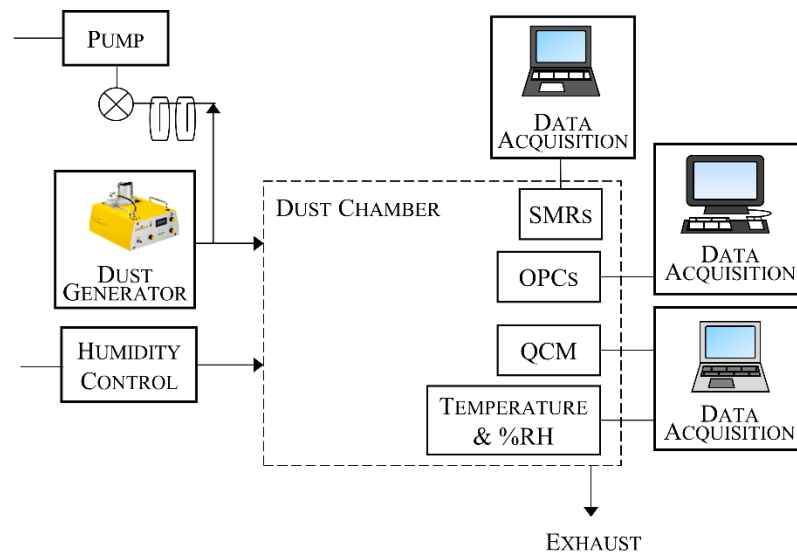 PUMP
DATA
ACQUISITION
DUST CHAMBER
SMRS
DATA
ACQUISITION
DUST
GENERATOR
OPCS
HUMIDITY
CONTROL
QCM
DATA
ACQUISITION
TEMPERATURE
& %RH
EXHAUST